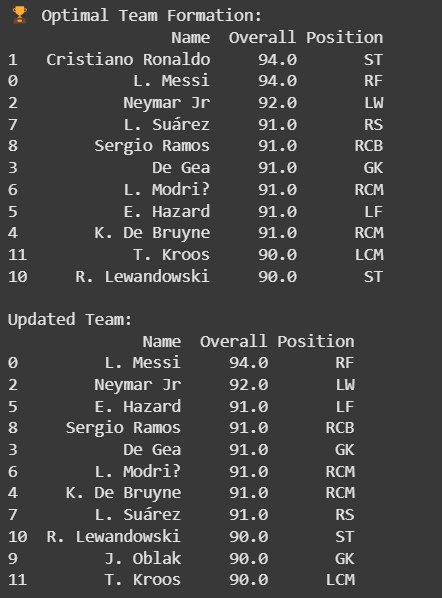 🏆 Optimal Team Formation:
Name Overall Position
1 Cristiano Ronaldo 94.0 ST
0 L. Messi 94.0 RF
2 Neymar Jr 92.0 LW
7 L. Suárez 91.0 RS
8 Sergio Ramos 91.0 RCB
3 De Gea 91.0 GK
6 L. Modri? 91.0 RCM
5 E. Hazard 91.0 LF
4 K. De Bruyne 91.0 RCM
11 T. Kroos 90.0 LCM
10 R. Lewandowski 90.0 ST
Updated Team:
Name Overall Position
0 L. Messi 94.0 RF
2 Neymar Jr 92.0 LW
5 E. Hazard 91.0 LF
8 Sergio Ramos 91.0 RCB
3 De Gea 91.0 GK
6 L. Modri? 91.0 RCM
4 K. De Bruyne 91.0 RCM
7 L. Suárez 91.0 RS
10 R. Lewandowski 90.0 ST
9 J. Oblak 90.0 GK
11 T. Kroos 90.0 LCM